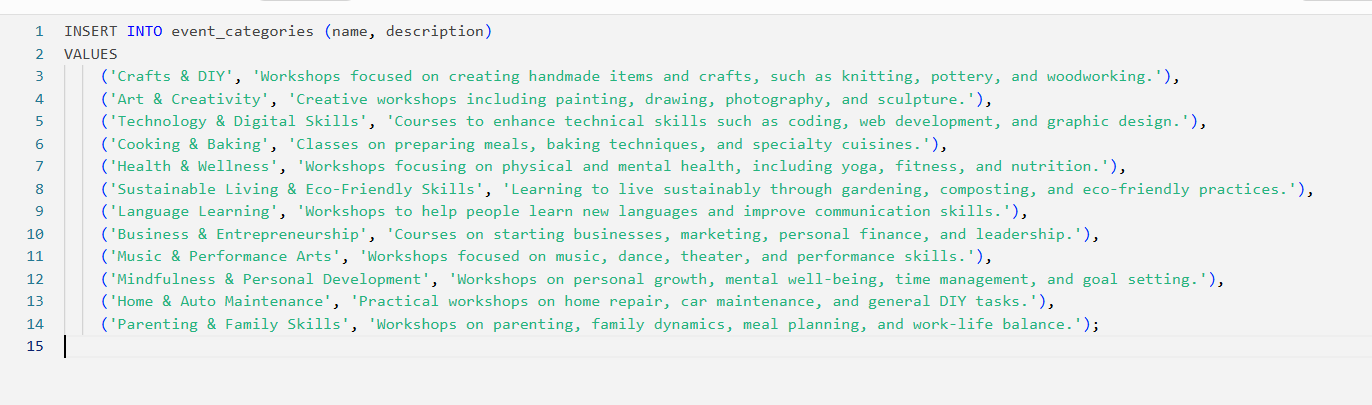 1 INSERT INTO event_categories (name, description)
2 VALUES
3 ('Crafts & DIY', 'Workshops focused on creating handmade items and crafts, such as knitting, pottery, and woodworking.'),
4 ('Art & Creativity', 'Creative workshops including painting, drawing, photography, and sculpture.'),
5 ('Technology & Digital Skills', 'Courses to enhance technical skills such as coding, web development, and graphic design.'),
6 ('Cooking & Baking', 'Classes on preparing meals, baking techniques, and specialty cuisines.'),
7 ('Health & Wellness', 'Workshops focusing on physical and mental health, including yoga, fitness, and nutrition.'),
8 ('Sustainable Living & Eco-Friendly Skills', 'Learning to live sustainably through gardening, composting, and eco-friendly practices.'),
9 ('Language Learning', 'Workshops to help people learn new languages and improve communication skills.'),
10 ('Business & Entrepreneurship', 'Courses on starting businesses, marketing, personal finance, and leadership.'),
11 ('Music & Performance Arts', 'Workshops focused on music, dance, theater, and performance skills.'),
12 ('Mindfulness & Personal Development', 'Workshops on personal growth, mental well-being, time management, and goal setting.'),
13 ('Home & Auto Maintenance', 'Practical workshops on home repair, car maintenance, and general DIY tasks.'),
14 ('Parenting & Family Skills', 'Workshops on parenting, family dynamics, meal planning, and work-life balance.');
15